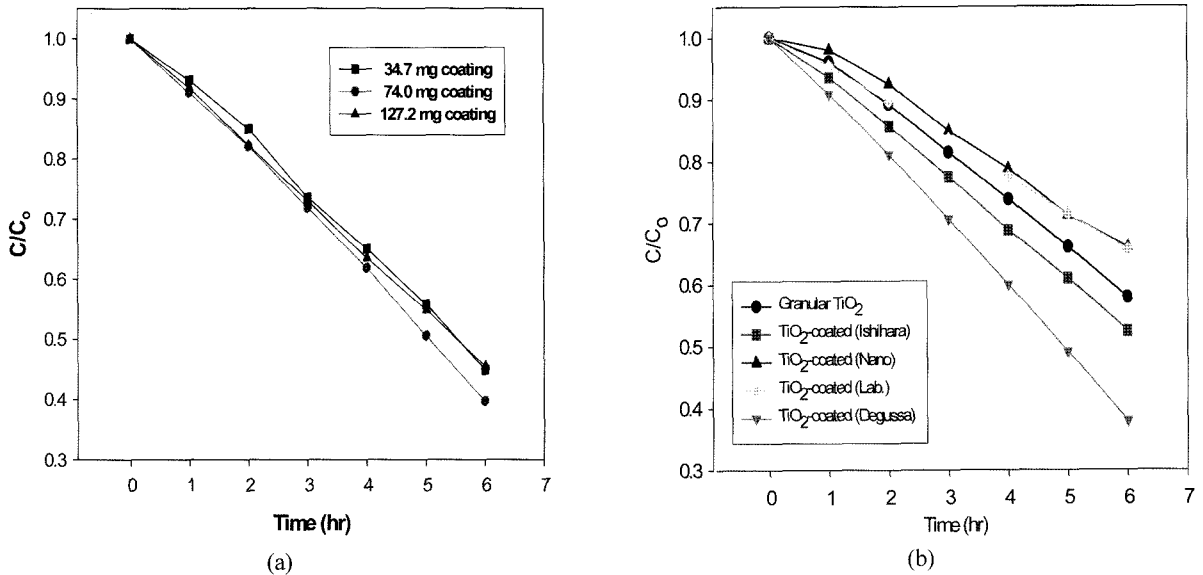 1.0
0.9
0.8
0.7
0.6
0.5
0.4
0.3
C/Co
0 1 2 3 4 5 6 7
Time (hr)
34.7 mg coating
74.0 mg coating
127.2 mg coating
(a)
1.0
0.9
0.8
0.7
0.6
0.5
0.4
0.3
C/Co
Granular TiO2
TiO2-coated (Ishihara)
TiO2-coated (Nano)
TiO2-coated (Lab.)
TiO2-coated (Degussa)
0 1 2 3 4 5 6 7
Time (hr)
(b)